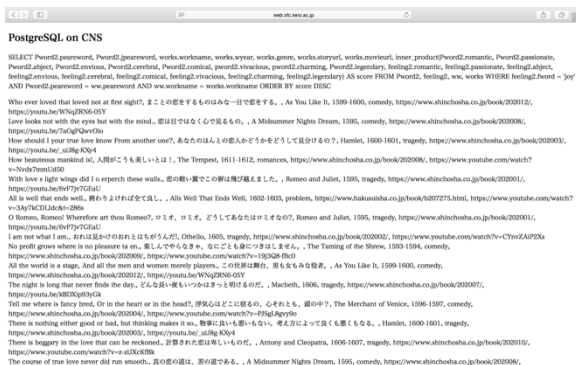 web.sfc.keio.ac.jp
PostgreSQL on CNS
SELECT Pword2.peareword, Pword2.jpeareword, works.workname, works.wyear, works.genre, works.storyurl, works.movieurl, inner_product(Pword2.romantic, Pword2.passionate,
Pword2.abject, Pword2.envious, Pword2.cerebral, Pword2.comical, pword2.vivacious, pword2.charming, Pword2.legendary, feeling2.romantic, feeling2.passionate, feeling2.abject,
feeling2.envious, feeling2.cerebral, feeling2.comical, feeling2.vivacious, feeling2.charming, feeling2.legendary) AS score FROM Pword2, feeling2, ww, works WHERE feeling2.fword = 'joy'
AND Pword2.peareword = ww.peareword AND ww.workname = works.workname ORDER BY score DESC
Who ever loved that loved not at first sight?, まことの恋をするものはみな一目で恋をする。, As You Like It, 1599-1600, comedy, https://www.shinchosha.co.jp/book/202012/,
https://youtu.be/WNqZRN6-05Y
Love looks not with the eyes but with the mind., 恋は目ではなく心で見るもの。, A Midsummer Nights Dream, 1595, comedy, https://www.shinchosha.co.jp/book/202008/,
https://youtu.be/7aOgFQwvOlo
How should I your true love know From another one?, あなたのほんとの恋人かどうかをどうして見分けるの?, Hamlet, 1600-1601, tragedy, https://www.shinchosha.co.jp/book/202003/,
https://youtu.be/_uiJ8g-KXy4
How beauteous mankind is!, 人間がこうも美しいとは!, The Tempest, 1611-1612, romances, https://www.shinchosha.co.jp/book/202008/, https://www.youtube.com/watch?
v=Nvdx7mmUd50
With love s light wings did I o erperch these walls., 恋の軽い翼でこの塀は飛び越えました。, Romeo and Juliet, 1595, tragedy, https://www.shinchosha.co.jp/book/202001/,
https://youtu.be/6rF7jv7GEaU
All is well that ends well., 終わりよければ全て良し。, Alls Well That Ends Well, 1602-1603, problem, https://www.hakusuisha.co.jp/book/b207275.html, https://www.youtube.com/watch?
v=3Ay7kCDLIdc&t=286s
O Romeo, Romeo! Wherefore art thou Romeo?, ロミオ、ロミオ、どうしてあなたはロミオなの?, Romeo and Juliet, 1595, tragedy, https://www.shinchosha.co.jp/book/202001/,
https://youtu.be/6rF7jv7GEaU
I am not what I am., おれは見かけのおれとはちがうんだ!, Othello, 1605, tragedy, https://www.shinchosha.co.jp/book/202002/, https://www.youtube.com/watch?v=CYnvZAiP2Xs
No profit grows where is no pleasure ta en., 楽しんでやらなきゃ、なにごとも身につきはしません。, The Taming of the Shrew, 1593-1594, comedy,
https://www.shinchosha.co.jp/book/202009/, https://www.youtube.com/watch?v=19j3Q8-f8c0
All the world is a stage, And all the men and women merely players., この世界は舞台、男も女もみな役者。, As You Like It, 1599-1600, comedy,
https://www.shinchosha.co.jp/book/202012/, https://youtu.be/WNqZRN6-05Y
The night is long that never finds the day., どんな長い夜もいつかはきっと明けるのだ。, Macbeth, 1606, tragedy, https://www.shinchosha.co.jp/book/202007/,
https://youtu.be/kBDXip93yGk
Tell me where is fancy bred, Or in the heart or in the head?, 浮気心はどこに宿るの、心それとも、頭の中?, The Merchant of Venice, 1596-1597, comedy,
https://www.shinchosha.co.jp/book/202004/, https://www.youtube.com/watch?v=PJSgL8gvy9o
There is nothing either good or bad, but thinking makes it so., 物事に良いも悪いもない。考え方によって良くも悪くもなる。, Hamlet, 1600-1601, tragedy,
https://www.shinchosha.co.jp/book/202003/, https://youtu.be/_uiJ8g-KXy4
There is beggary in the love that can be reckoned., 計算された恋は卑しいものだ。, Antony and Cleopatra, 1606-1607, tragedy, https://www.shinchosha.co.jp/book/202010/,
https://www.youtube.com/watch?v=z-zlJXcKf8k
The course of true love never did run smooth., 真の恋の道は、茨の道である。, A Midsummer Nights Dream, 1595, comedy, https://www.shinchosha.co.jp/book/202008/,